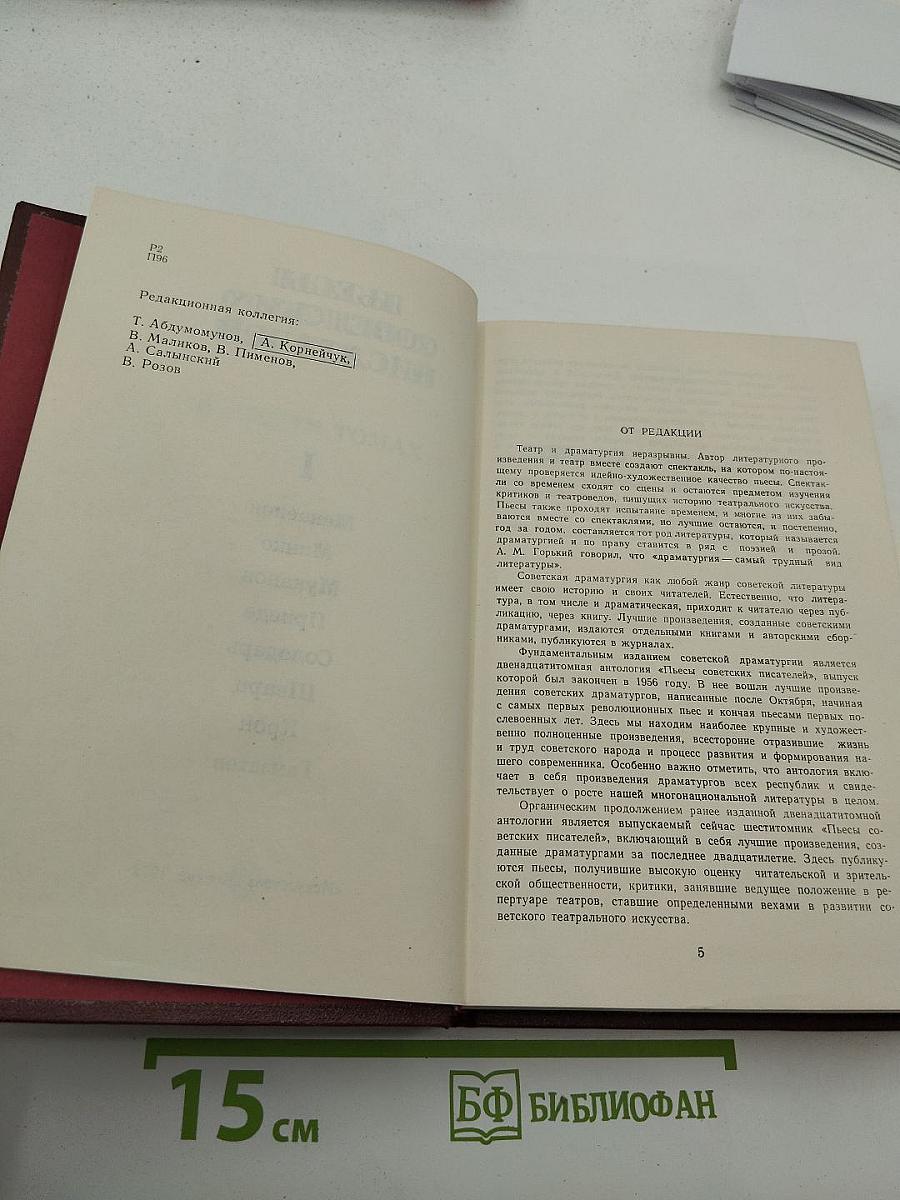 Р2
П96
Редакционная коллегия:
Т. Абдумомунов, А. Корнейчук,
В. Маликов, В. Пименов,
А. Салынский
В. Розов
ОТ РЕДАКЦИИ
Театр и драматургия неразрывны. Автор литературного про-
изведения и театр вместе создают спектакль, на котором по-настоя-
щему проверяется идейно-художественное качество пьесы. Спектак-
ли со временем сходят со сцены и остаются предметом изучения
критиков и театроведов, пишущих историю театрального искусства.
Пьесы также проходят испытание временем, и многие из них забы-
ваются вместе со спектаклями, но лучшие остаются, и постепенно,
год за годом, составляется тот род литературы, который называется
драматургией и по праву ставится в ряд с поэзией и прозой.
А. М. Горький говорил, что «драматургия — самый трудный вид
литературы».
Советская драматургия как любой жанр советской литературы
имеет свою историю и своих читателей. Естественно, что литера-
тура, в том числе и драматическая, приходит к читателю через пуб-
ликацию, через книгу. Лучшие произведения, созданные советскими
драматургами, издаются отдельными книгами и авторскими сбор-
никами, публикуются в журналах.
Фундаментальным изданием советской драматургии является
двенадцатитомная антология «Пьесы советских писателей», выпуск
которой был закончен в 1956 году. В нее вошли лучшие произве-
дения советских драматургов, написанные после Октября, начиная
с самых первых революционных пьес и кончая пьесами первых по-
слевоенных лет. Здесь мы находим наиболее крупные и художест-
венно полноценные произведения, всесторонне отразившие жизнь
и труд советского народа и процесс развития и формирования на-
шего современника. Особенно важно отметить, что антология вклю-
чает в себя произведения драматургов всех республик и свиде-
тельствует о росте нашей многонациональной литературы в целом.
Органическим продолжением ранее изданной двенадцатитомной
антологии является выпускаемый сейчас шеститомник «Пьесы со-
ветских писателей», включающий в себя лучшие произведения, соз-
данные драматургами за последнее двадцатилетие. Здесь публику-
ются пьесы, получившие высокую оценку читательской и зритель-
ской общественности, критики, занявшие ведущее положение в ре-
пертуаре театров, ставшие определенными вехами в развитии со-
ветского театрального искусства.
5
15 см
БФ БИБЛИОФАН